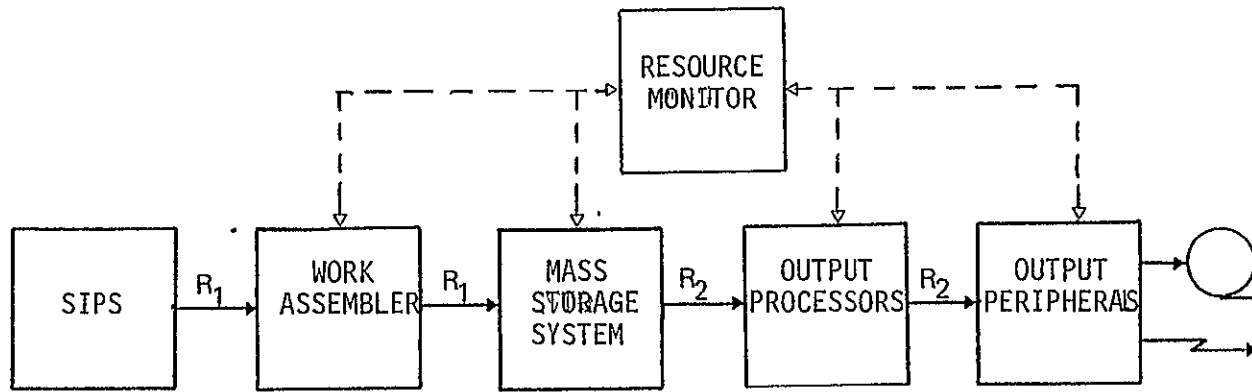 RESOURCE
MONITOR
SIPS
R1
WORK
ASSEMBLER
R1
MASS
STORAGE
SYSTEM
R2
OUTPUT
PROCESSORS
R2
OUTPUT
PERIPHERALS